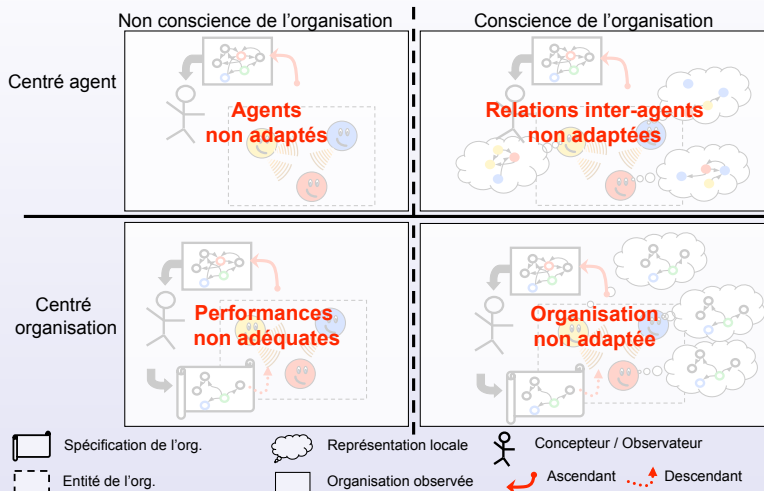 Non conscience de l'organisation
Conscience de l'organisation
Centré agent
Agents
non adaptés
Relations inter-agents
non adaptées
Centré
organisation
Performances
non adéquates
Organisation
non adaptée
Spécification de l'org.
Représentation locale
Concepteur / Observateur
Entité de l'org.
Organisation observée
Ascendant
Descendant